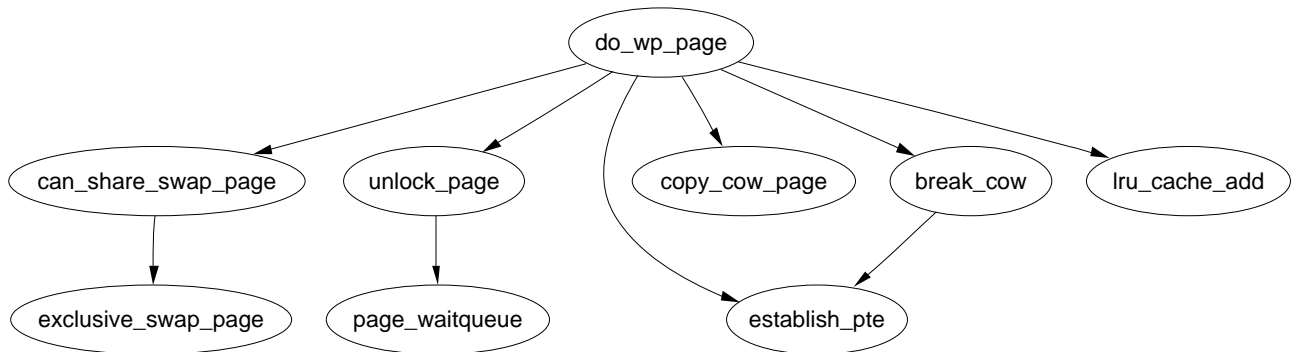 do_wp_page
can_share_swap_page
unlock_page
copy_cow_page
break_cow
lru_cache_add
exclusive_swap_page
page_waitqueue
establish_pte